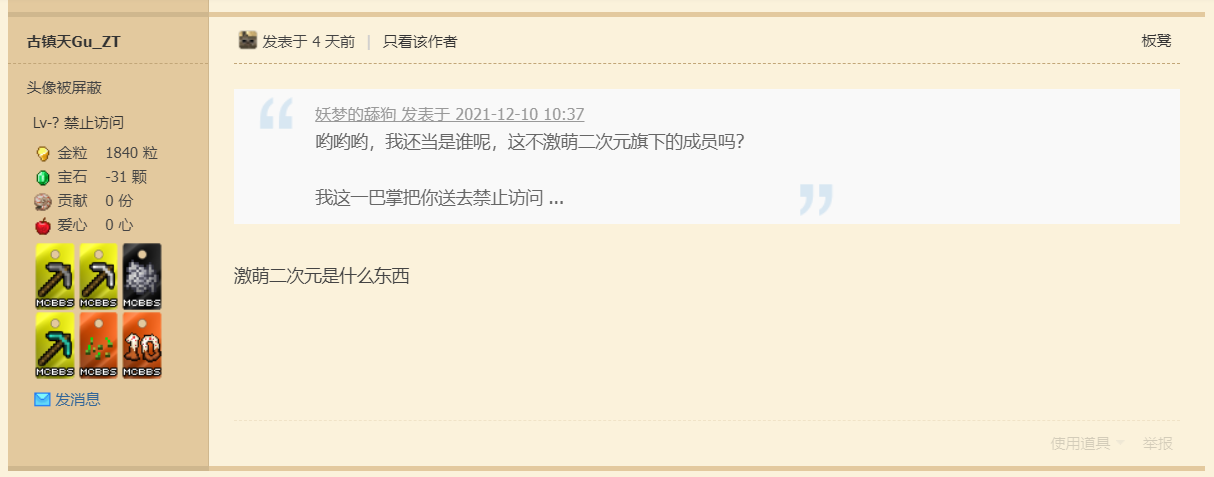 古镇天Gu_ZT
发表于 4 天前 | 只看该作者
板凳
头像被屏蔽
Lv-? 禁止访问
金粒 1840 粒
宝石 -31 颗
贡献 0 份
爱心 0 心
MCBBS MCBBS MCBBS
10
MCBBS MCBBS MCBBS
发消息
妖梦的舔狗 发表于 2021-12-10 10:37
哟哟哟，我还当是谁呢，这不激萌二次元旗下的成员吗?
我这一巴掌把你送去禁止访问 ...
激萌二次元是什么东西
使用道具 举报